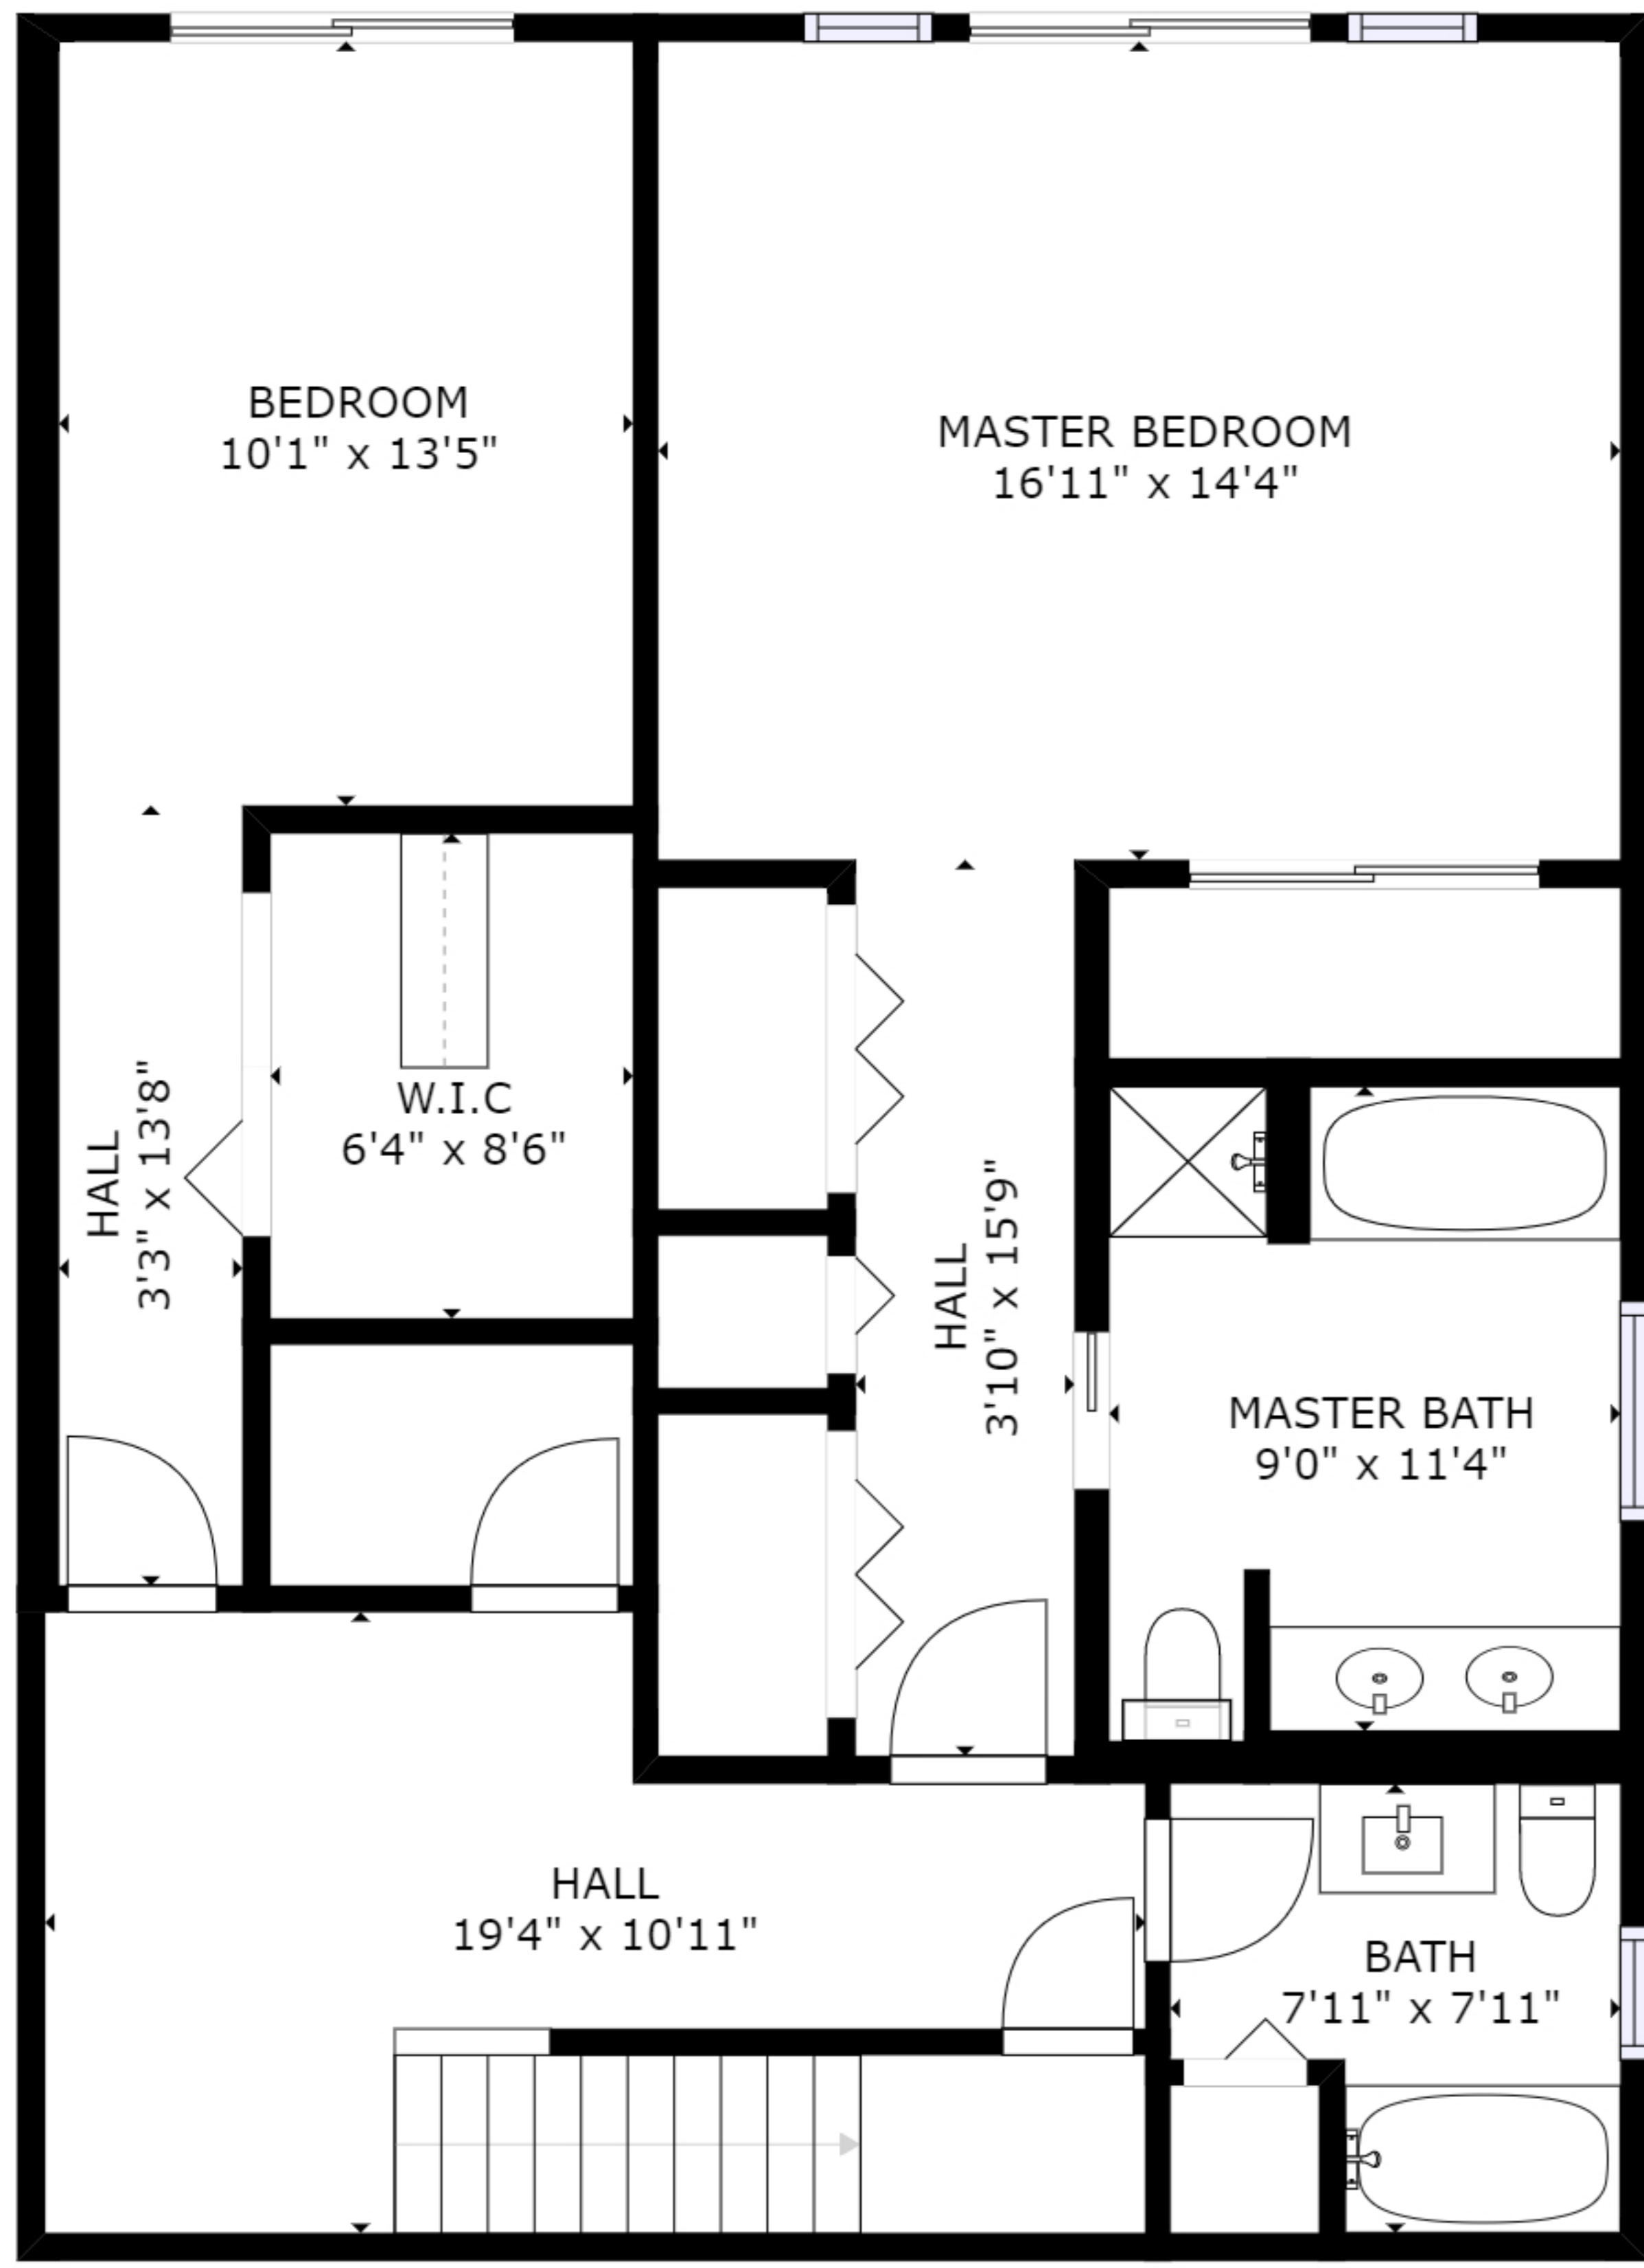 BEDROOM
10'1" x 13'5"
MASTER BEDROOM
16'11" x 14'4"
HALL
3'3" x 13'8"
W.I.C
6'4" x 8'6"
HALL
3'10" x 15'9"
MASTER BATH
9'0" x 11'4"
HALL
19'4" x 10'11"
BATH
7'11" x 7'11"